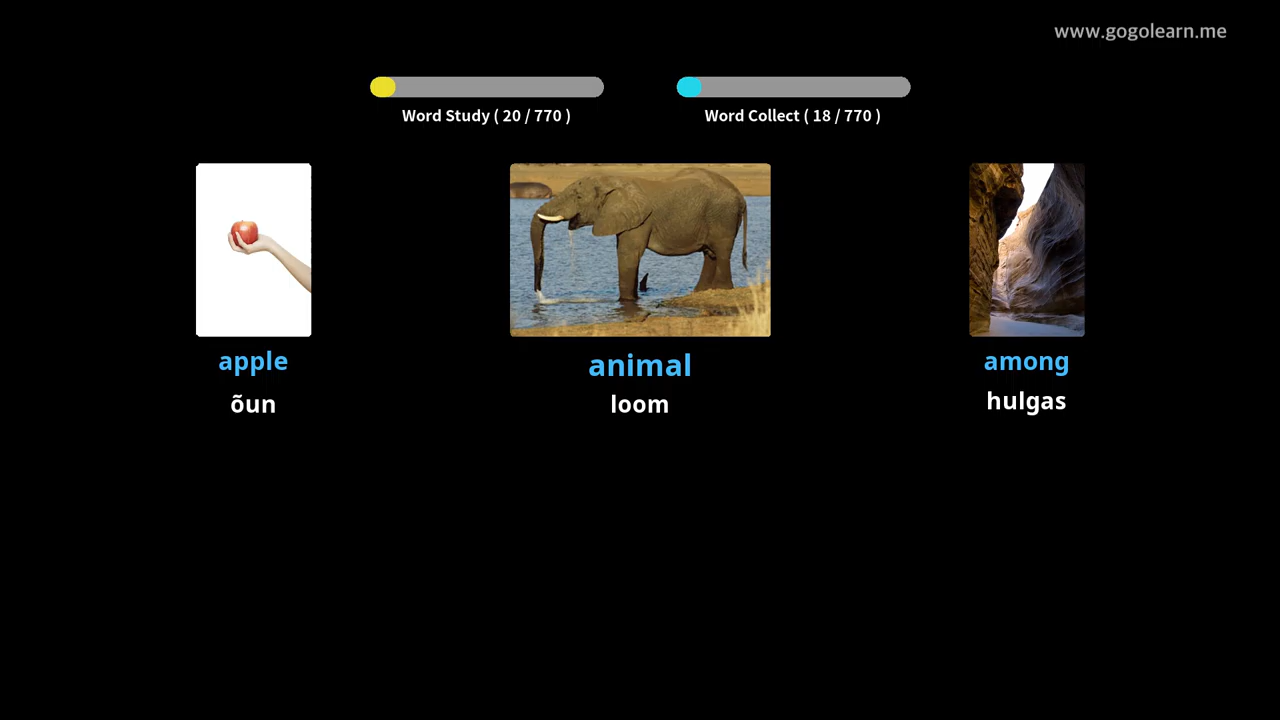 www.gogolearn.me
Word Study ( 20 / 770 )
Word Collect ( 18 / 770 )
apple
animal
among
õun
loom
hulgas